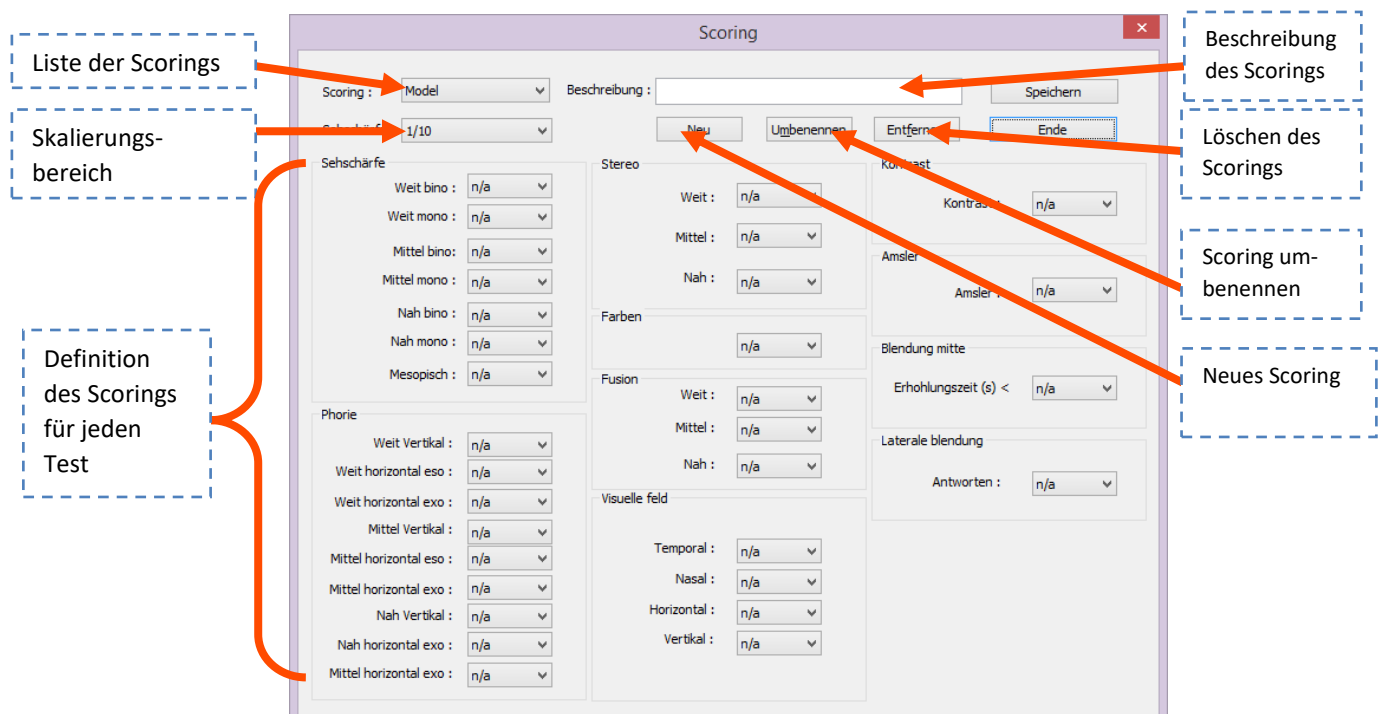 Scoring
×
Liste der Scorings
Skalierungs-
bereich
Definition
des Scorings
für jeden
Test
Scoring :
Model
Beschreibung :
Speichern
1/10
Neu
Umbenennen
Ende
Sehschärfe
Weit bino : n/a
Weit mono : n/a
Mittel bino: n/a
Mittel mono : n/a
Nah bino : n/a
Nah mono : n/a
Mesopisch : n/a
Phorie
Weit Vertikal : n/a
Weit horizontal eso : n/a
Weit horizontal exo : n/a
Mittel Vertikal : n/a
Mittel horizontal eso : n/a
Mittel horizontal exo : n/a
Nah Vertikal : n/a
Nah horizontal exo : n/a
Mittel horizontal exo : n/a
Stereo
Weit : n/a
Mittel : n/a
Nah : n/a
Farben
n/a
Fusion
Weit : n/a
Mittel : n/a
Nah : n/a
Visuelle feld
Temporal : n/a
Nasal : n/a
Horizontal : n/a
Vertikal : n/a
Kontrast
Kontrast : n/a
Amsler
Amsler : n/a
Blendung mitte
Erhohlungszeit (s) < n/a
Laterale blendung
Antworten : n/a
Beschreibung
des Scorings
Löschen des
Scorings
Scoring um-
benennen
Neues Scoring